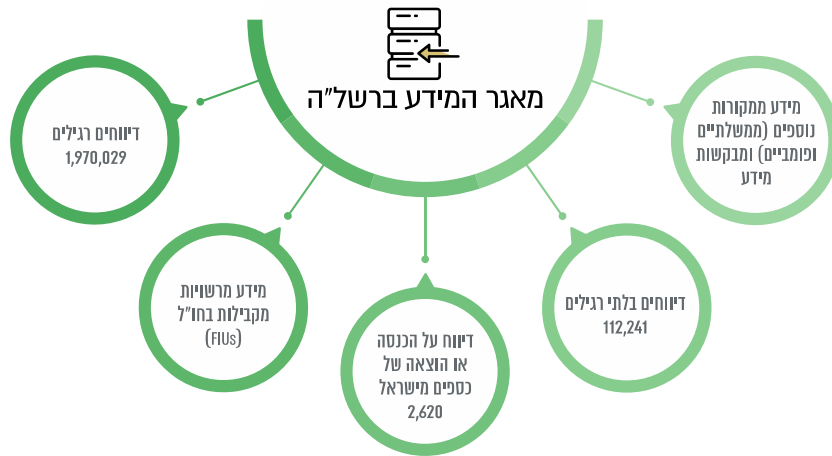 מאגר המידע ברשל"ה
מידע ממקורות
נוספים (ממשלתיים
ופומביים) ומבקשות
מידע
דיווחים בלתי רגילים
112,241
דיווח על הכנסה
או הוצאה של
כספים מישראל
2,620
מידע מרשויות
מקבילות בחו"ל
(FIUs)
דיווחים רגילים
1,970,029